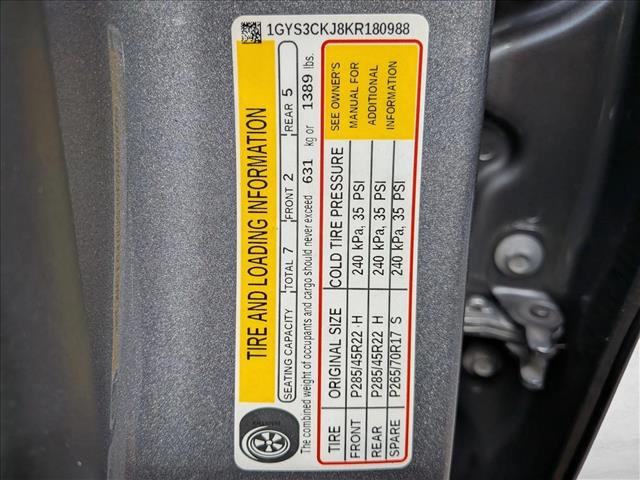 1GYS3CKJ8KR180988
TIRE AND LOADING INFORMATION
SEATING CAPACITY TOTAL 7 FRONT 2 REAR 5
The combined weight of occupants and cargo should never exceed 631 kg or 1389 lbs.
TIRE ORIGINAL SIZE COLD TIRE PRESSURE SEE OWNER'S
FRONT P285/45R22 H 240 kPa, 35 PSI MANUAL FOR
REAR P285/45R22 H 240 kPa, 35 PSI ADDITIONAL
SPARE P265/70R17 S 240 kPa, 35 PSI INFORMATION